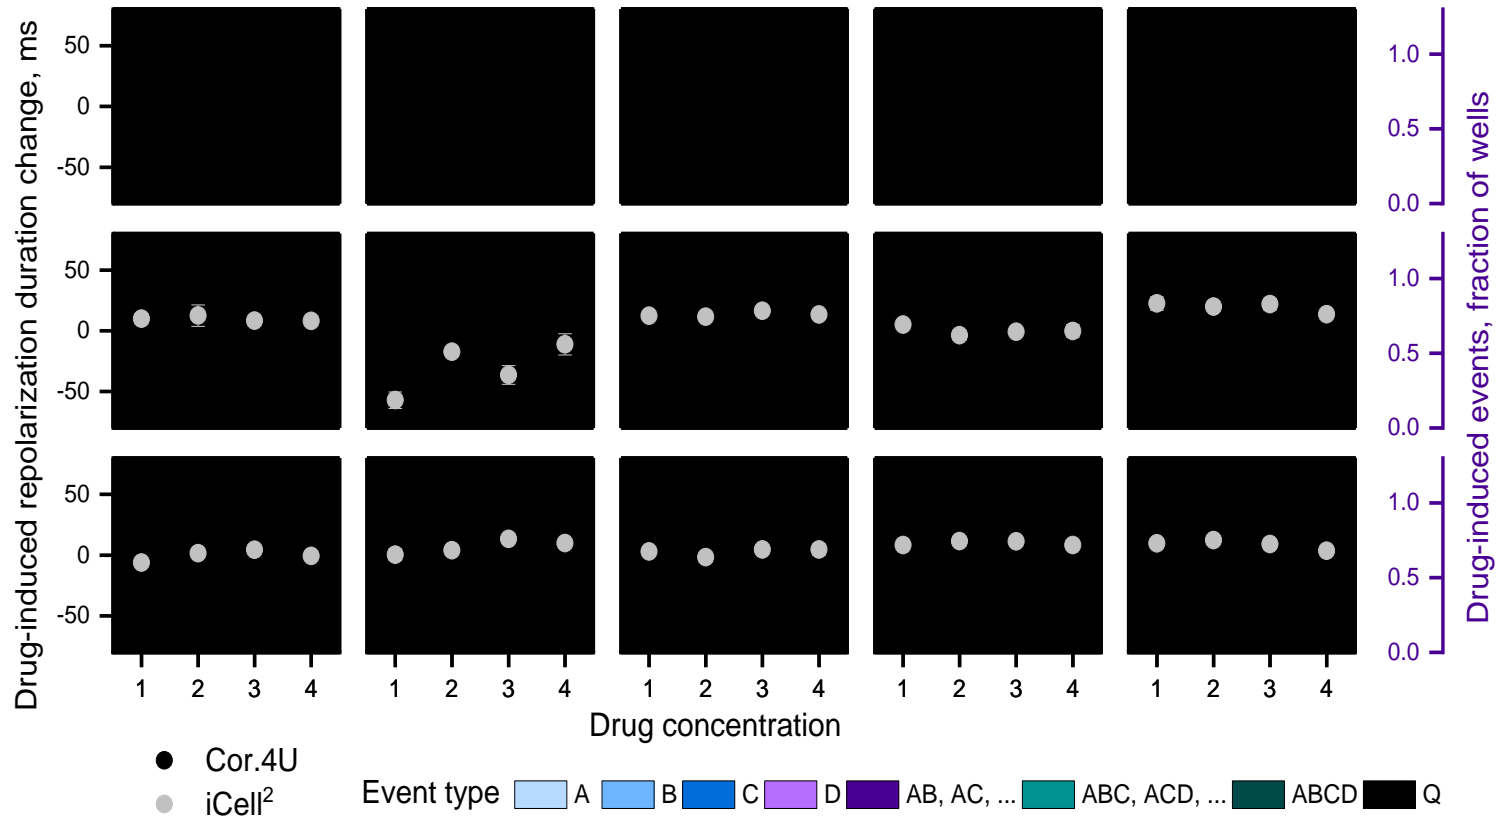 Drug-induced repolarization duration change, ms
50
0
-50
50
0
-50
50
0
-50
1.0
0.5
0.0
1.0
0.5
0.0
1.0
0.5
0.0
Drug-induced events, fraction of wells
1 2 3 4 1 2 3 4 1 2 3 4 1 2 3 4 1 2 3 4
Drug concentration
Cor.4U
iCell²
Event type A B C D AB, AC, ... ABC, ACD, ... ABCD Q